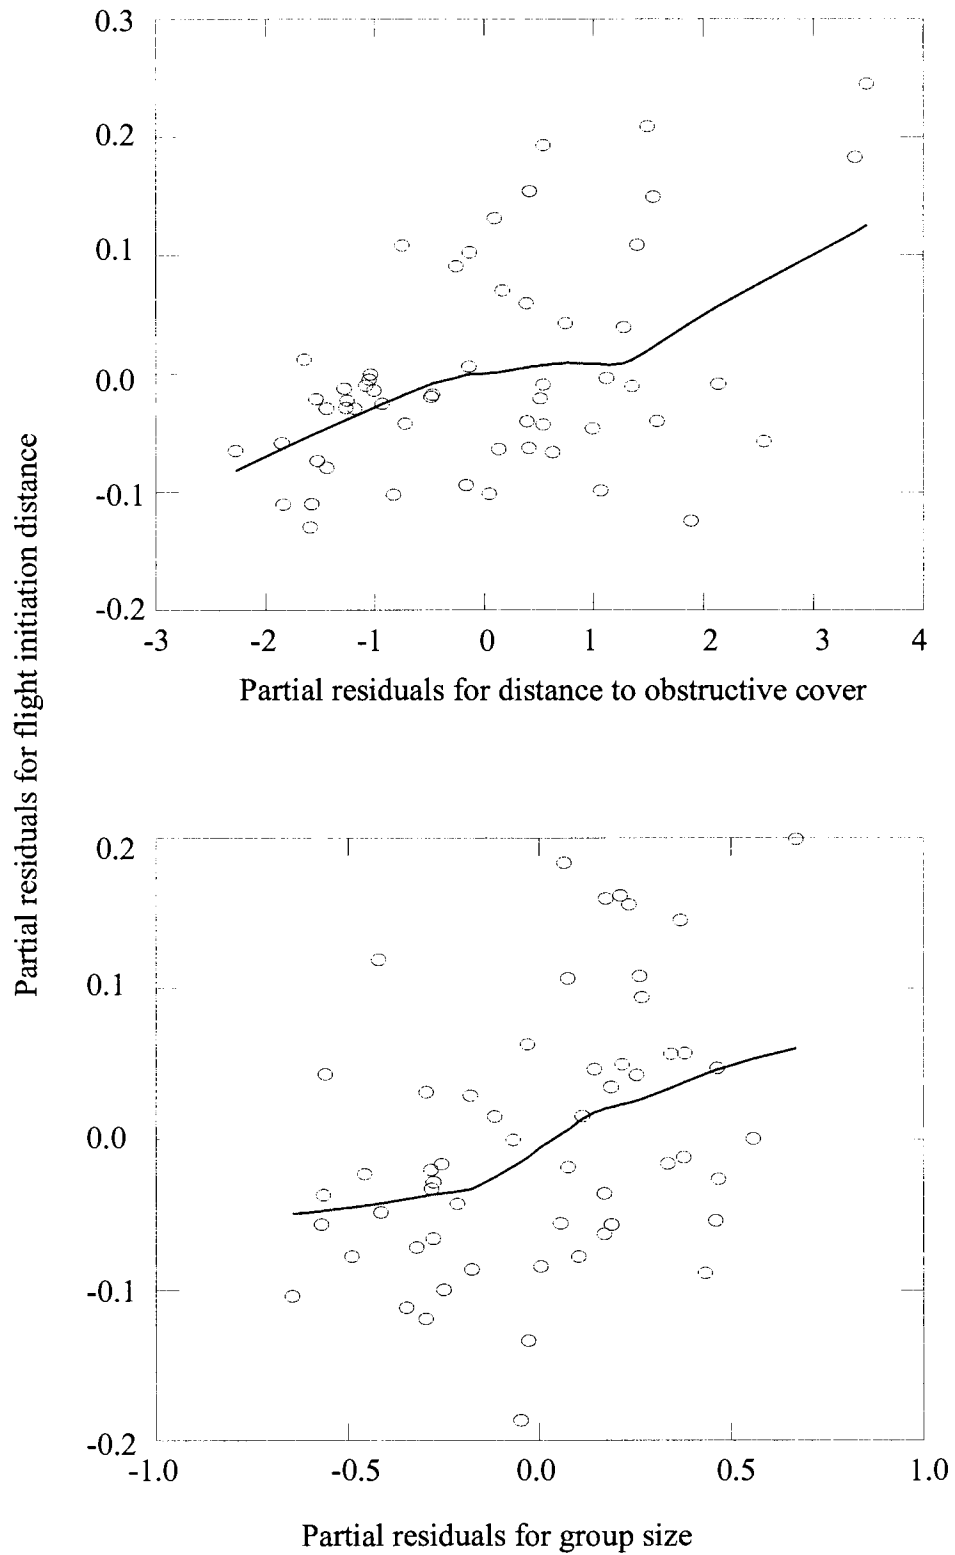 Partial residuals for flight initiation distance
0.3
0.2
0.1
0.0
-0.1
-0.2
-3 -2 -1 0 1 2 3 4
Partial residuals for distance to obstructive cover
0.2
0.1
0.0
-0.1
-0.2
-1.0 -0.5 0.0 0.5 1.0
Partial residuals for group size